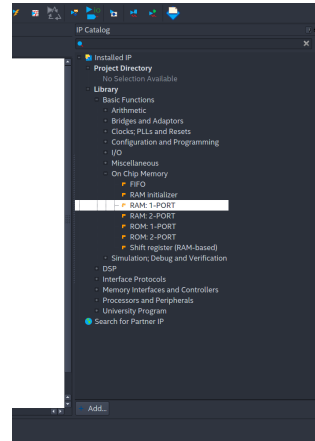 IP Catalog
Installed IP
Project Directory
No Selection Available
Library
Basic Functions
Arithmetic
Bridges and Adaptors
Clocks; PLLs and Resets
Configuration and Programming
I/O
Miscellaneous
On Chip Memory
FIFO
RAM initializer
RAM: 1-PORT
RAM: 2-PORT
ROM: 1-PORT
ROM: 2-PORT
Shift register (RAM-based)
Simulation; Debug and Verification
DSP
Interface Protocols
Memory Interfaces and Controllers
Processors and Peripherals
University Program
Search for Partner IP
Add...